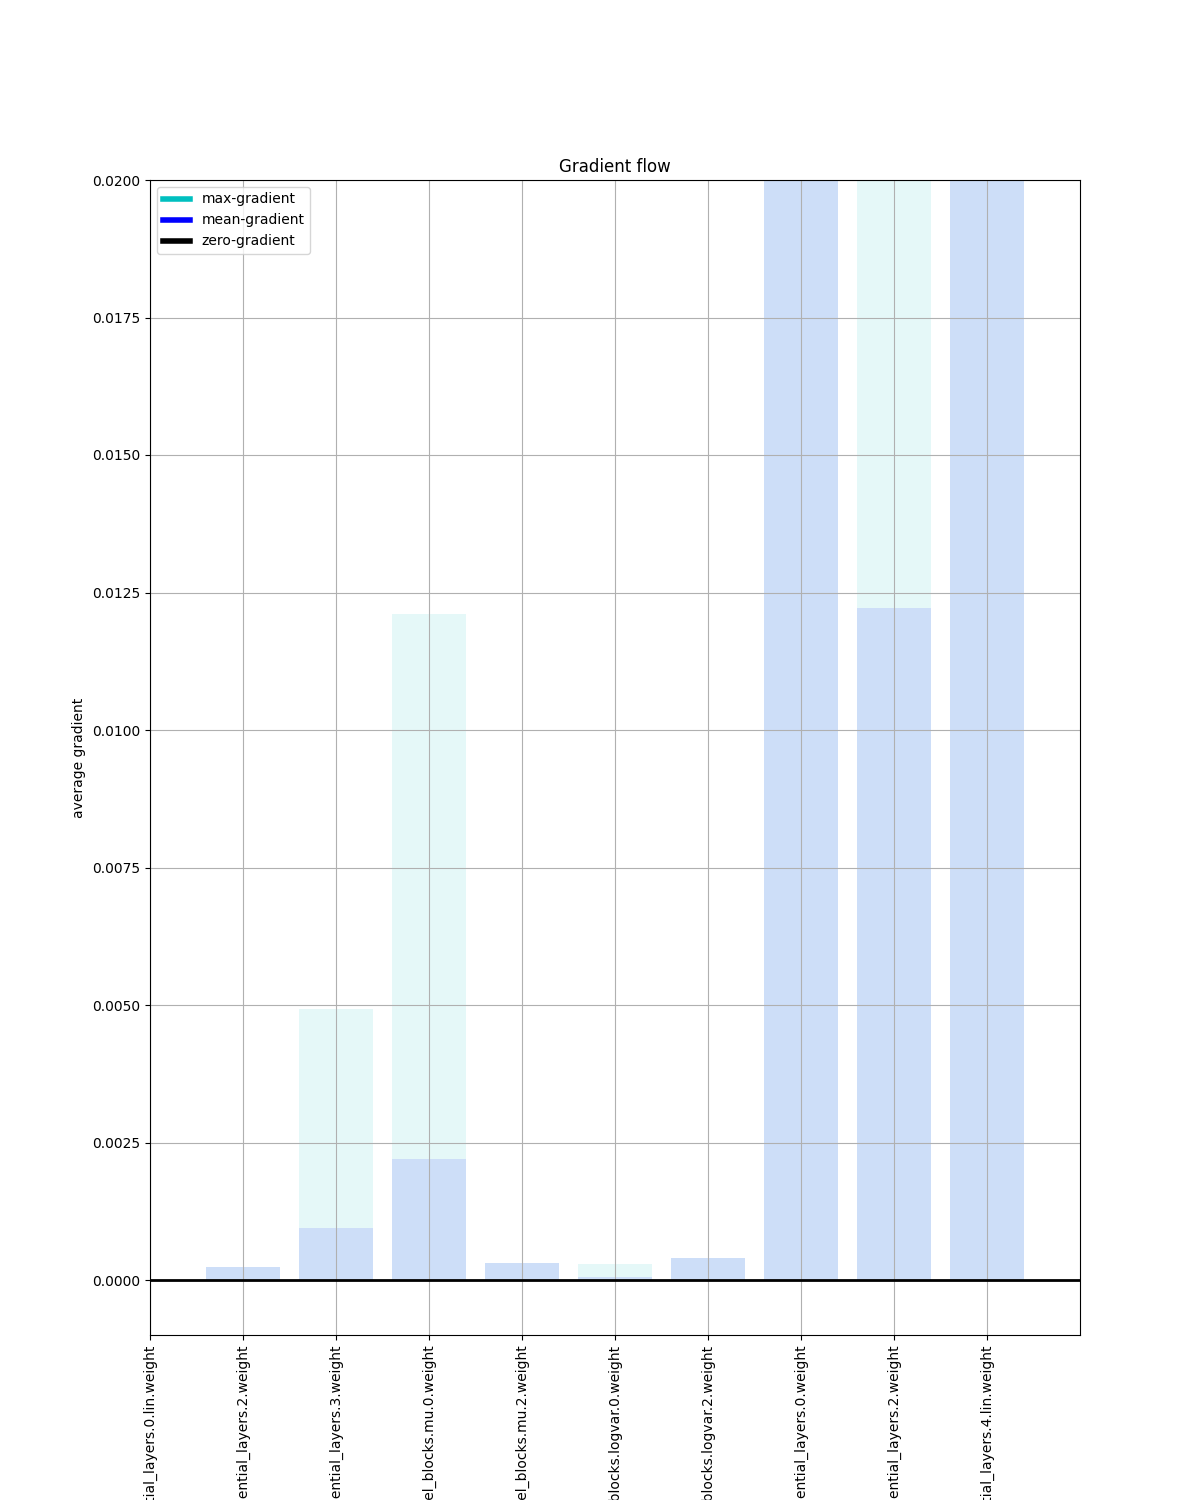 Gradient flow
max-gradient
mean-gradient
zero-gradient
0.0200
0.0175
0.0150
0.0125
0.0100
0.0075
0.0050
0.0025
0.0000
average gradient
tial_layers.0.lin.weight
ential_layers.2.weight
ential_layers.3.weight
el_blocks.mu.0.weight
el_blocks.mu.2.weight
blocks.logvar.0.weight
blocks.logvar.2.weight
ential_layers.0.weight
ential_layers.2.weight
tial_layers.4.lin.weight